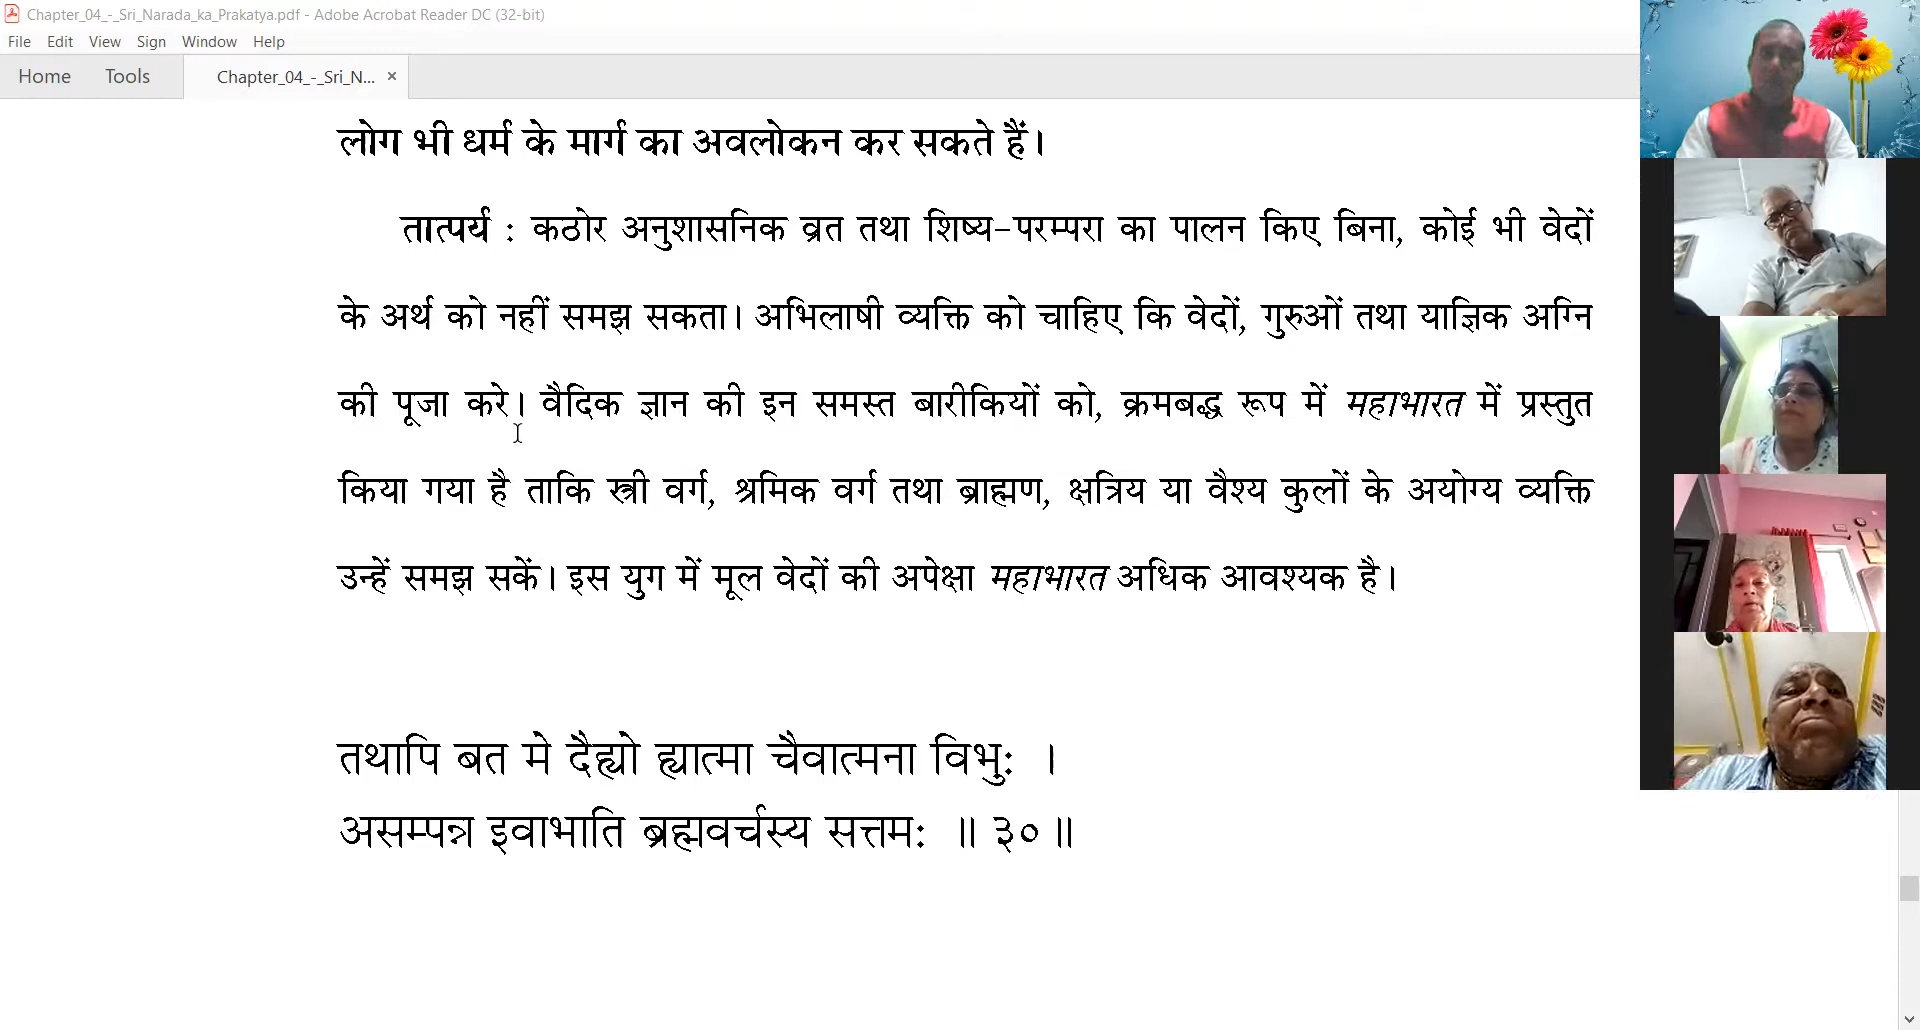 Chapter_04_-_Sri_Narada_ka_Prakatya.pdf - Adobe Acrobat Reader DC (32-bit)
File Edit View Sign Window Help
Home Tools Chapter_04_-_Sri_N... ×
लोग भी धर्म के मार्ग का अवलोकन कर सकते हैं।
तात्पर्य : कठोर अनुशासनिक व्रत तथा शिष्य-परम्परा का पालन किए बिना, कोई भी वेदों
के अर्थ को नहीं समझ सकता। अभिलाषी व्यक्ति को चाहिए कि वेदों, गुरुओं तथा याज्ञिक अग्नि
की पूजा करे। वैदिक ज्ञान की इन समस्त बारीकियों को, क्रमबद्ध रूप में महाभारत में प्रस्तुत
किया गया है ताकि स्त्री वर्ग, श्रमिक वर्ग तथा ब्राह्मण, क्षत्रिय या वैश्य कुलों के अयोग्य व्यक्ति
उन्हें समझ सकें। इस युग में मूल वेदों की अपेक्षा महाभारत अधिक आवश्यक है।
तथापि बत मे दैह्यो ह्यात्मा चैवात्मना विभुः ।
असम्पन्न इवाभाति ब्रह्मवर्चस्य सत्तमः ॥ ३० ॥